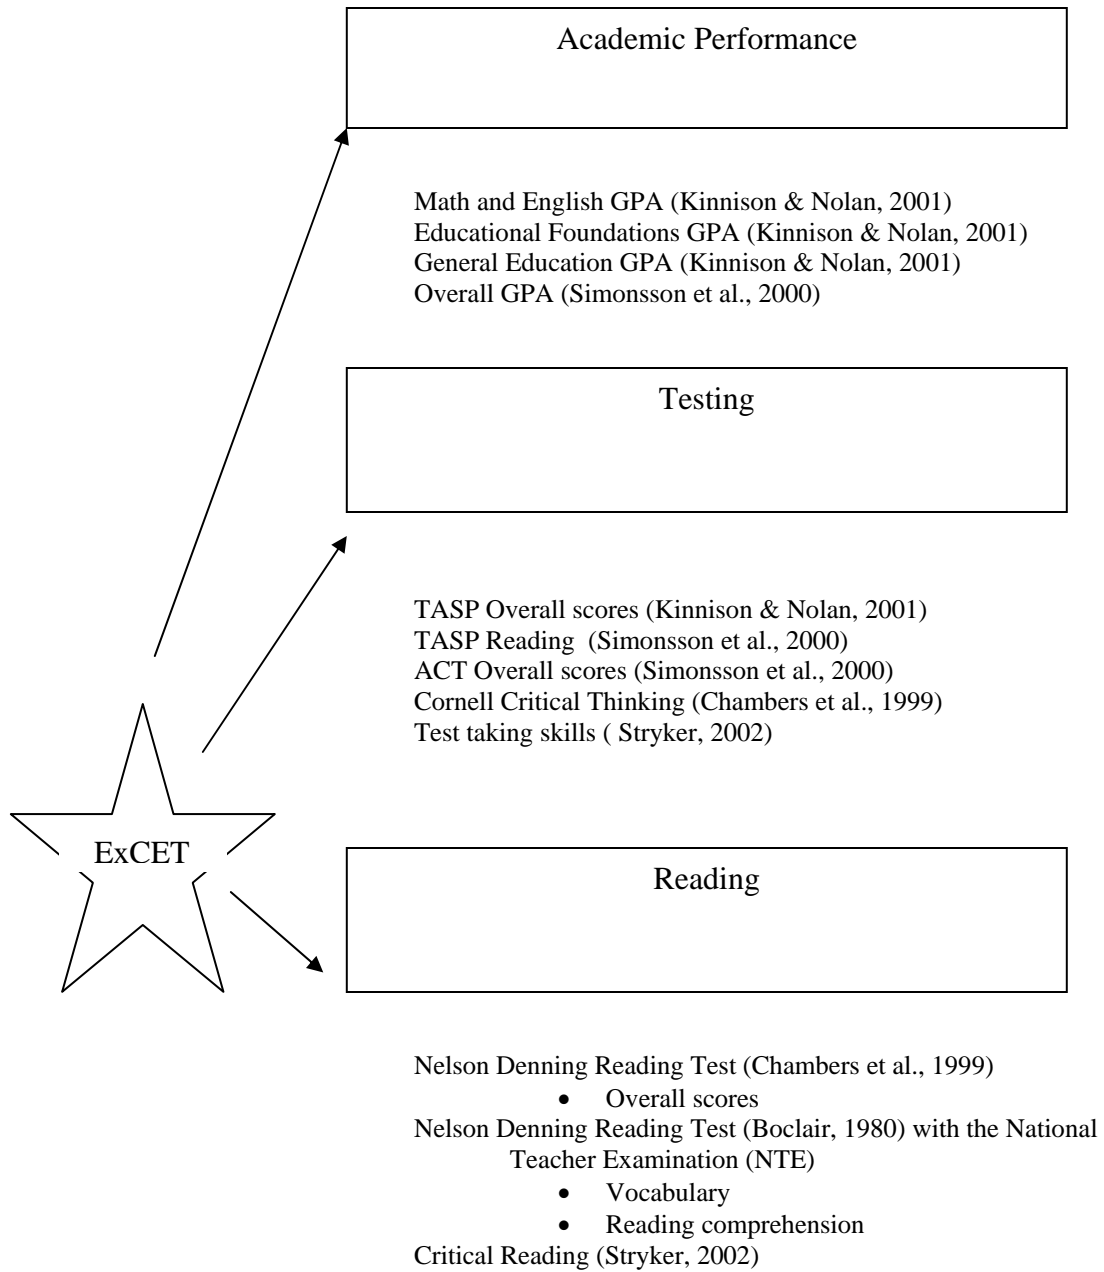 Academic Performance
Math and English GPA (Kinnison & Nolan, 2001)
Educational Foundations GPA (Kinnison & Nolan, 2001)
General Education GPA (Kinnison & Nolan, 2001)
Overall GPA (Simonsson et al., 2000)
Testing
TASP Overall scores (Kinnison & Nolan, 2001)
TASP Reading  (Simonsson et al., 2000)
ACT Overall scores (Simonsson et al., 2000)
Cornell Critical Thinking (Chambers et al., 1999)
Test taking skills ( Stryker, 2002)
ExCET
Reading
Nelson Denning Reading Test (Chambers et al., 1999)
• Overall scores
Nelson Denning Reading Test (Boclair, 1980) with the National
Teacher Examination (NTE)
• Vocabulary
• Reading comprehension
Critical Reading (Stryker, 2002)